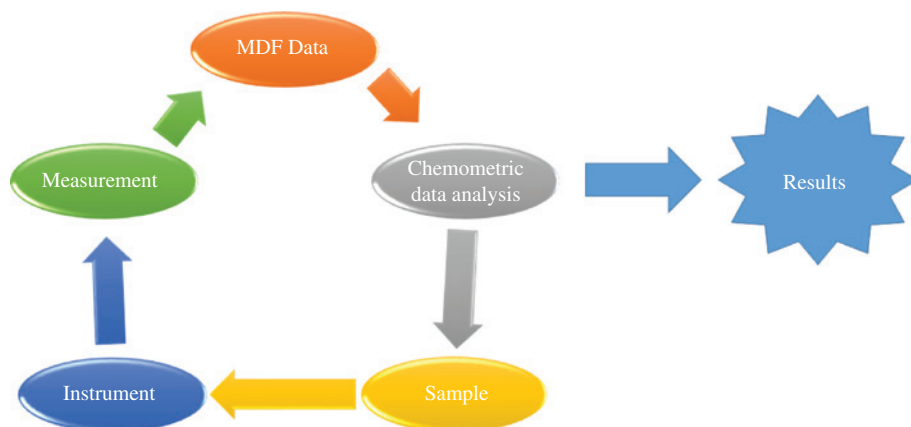 MDF Data
Measurement
Chemometric
data analysis
Results
Instrument
Sample